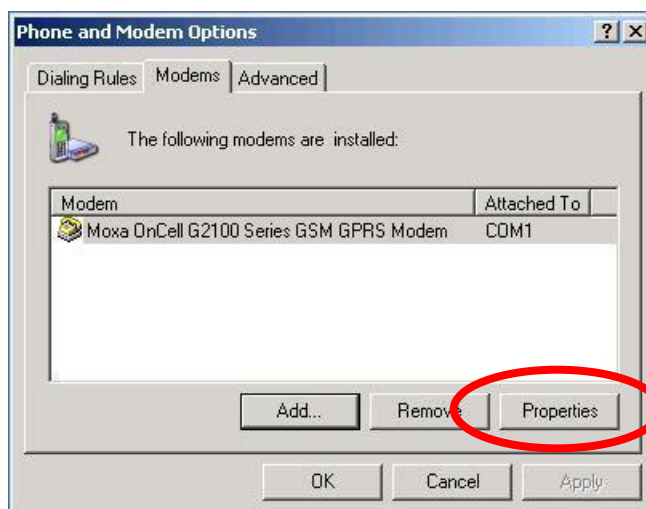 Phone and Modem Options
Dialing Rules Modems Advanced
The following modems are installed:
Modem Attached To
Moxa OnCell G2100 Series GSM GPRS Modem COM1
Add... Remove Properties
OK Cancel Apply